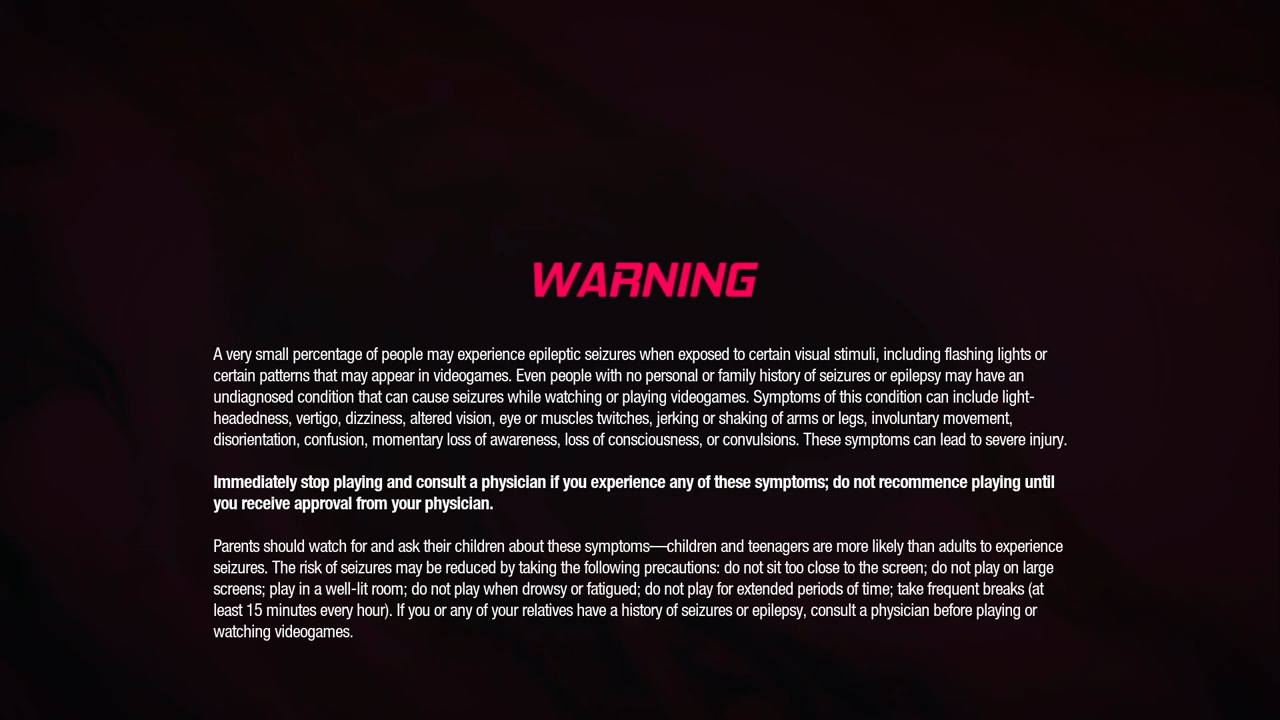 WARNING
A very small percentage of people may experience epileptic seizures when exposed to certain visual stimuli, including flashing lights or
certain patterns that may appear in videogames. Even people with no personal or family history of seizures or epilepsy may have an
undiagnosed condition that can cause seizures while watching or playing videogames. Symptoms of this condition can include light-
headedness, vertigo, dizziness, altered vision, eye or muscles twitches, jerking or shaking of arms or legs, involuntary movement,
disorientation, confusion, momentary loss of awareness, loss of consciousness, or convulsions. These symptoms can lead to severe injury.
Immediately stop playing and consult a physician if you experience any of these symptoms; do not recommence playing until
you receive approval from your physician.
Parents should watch for and ask their children about these symptoms—children and teenagers are more likely than adults to experience
seizures. The risk of seizures may be reduced by taking the following precautions: do not sit too close to the screen; do not play on large
screens; play in a well-lit room; do not play when drowsy or fatigued; do not play for extended periods of time; take frequent breaks (at
least 15 minutes every hour). If you or any of your relatives have a history of seizures or epilepsy, consult a physician before playing or
watching videogames.